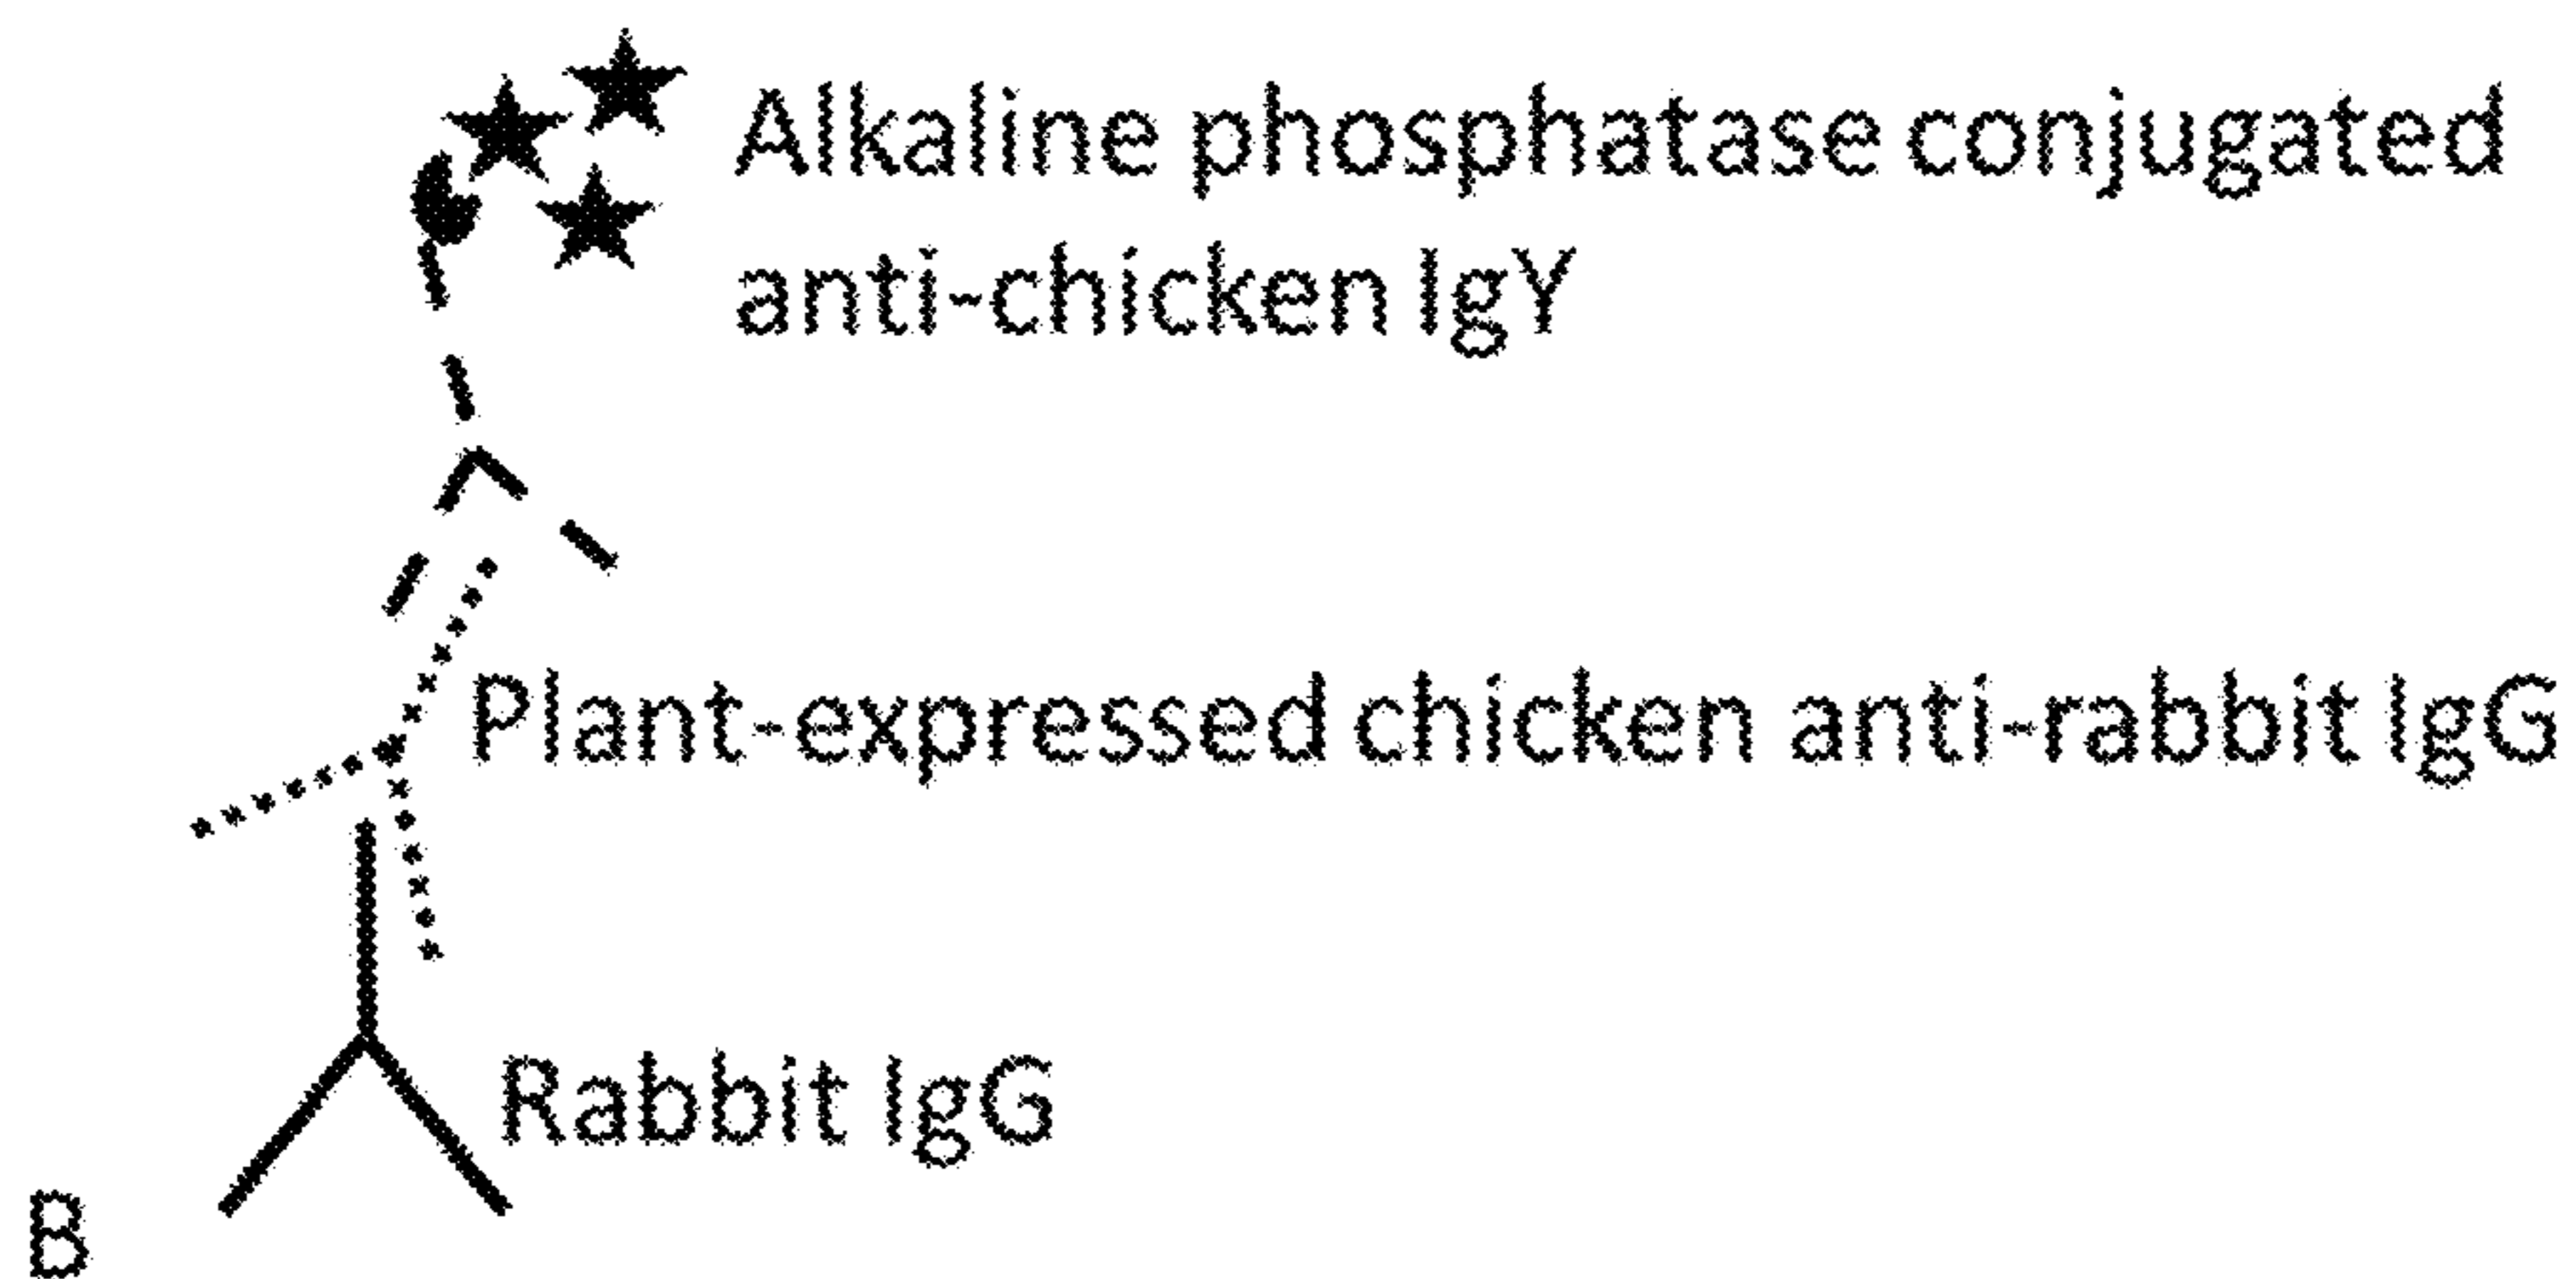 Alkaline phosphatase conjugated
anti-chicken IgY
Plant-expressed chicken anti-rabbit IgG
Rabbit IgG
B